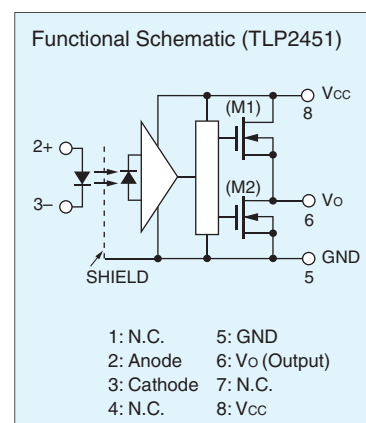 Functional Schematic (TLP2451)
(M1)
VCC
8
2+
(M2)
VO
3–
6
GND
SHIELD
5
1: N.C. 5: GND
2: Anode 6: VO (Output)
3: Cathode 7: N.C.
4: N.C. 8: VCC